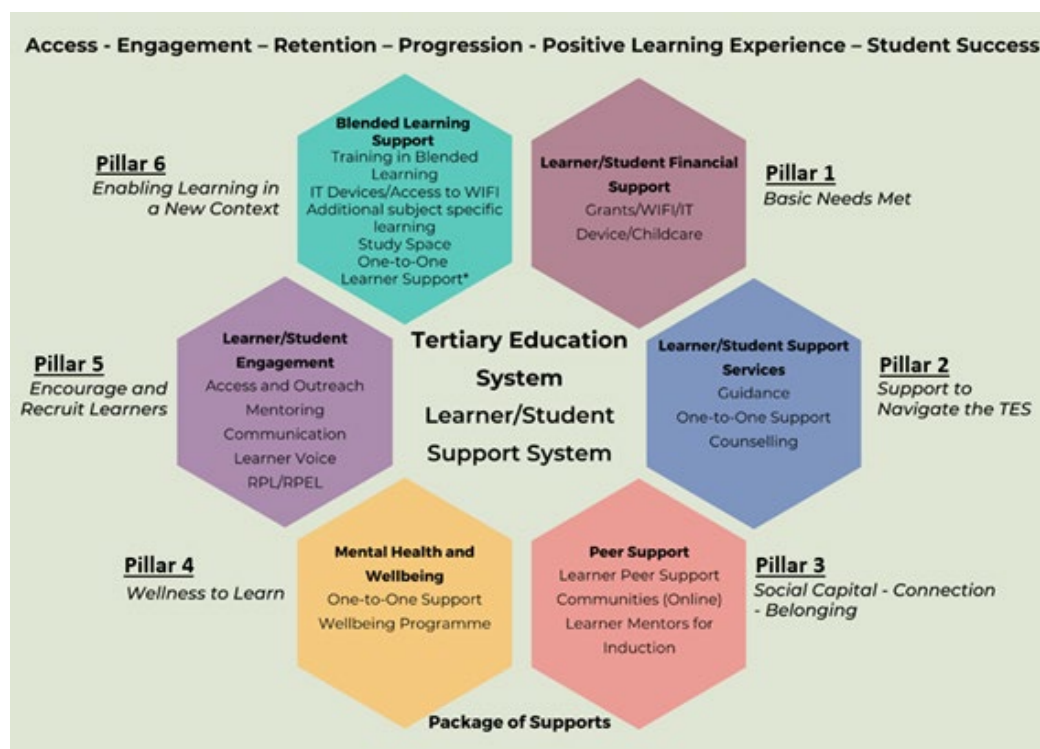 Access - Engagement – Retention – Progression - Positive Learning Experience – Student Success
Blended Learning
Support
Training in Blended
Learning
IT Devices/Access to WIFI
Additional subject specific
learning
Study Space
One-to-One
Learner Support*
Pillar 6
Enabling Learning in
a New Context
Learner/Student Financial
Support
Grants/WIFI/IT
Device/Childcare
Pillar 1
Basic Needs Met
Pillar 5
Encourage and
Recruit Learners
Learner/Student
Engagement
Access and Outreach
Mentoring
Communication
Learner Voice
RPL/RPEL
Tertiary Education
System
Learner/Student
Support System
Learner/Student Support
Services
Guidance
One-to-One Support
Counselling
Pillar 2
Support to
Navigate the TES
Pillar 4
Wellness to Learn
Mental Health and
Wellbeing
One-to-One Support
Wellbeing Programme
Peer Support
Learner Peer Support
Communities (Online)
Learner Mentors for
Induction
Pillar 3
Social Capital - Connection
- Belonging
Package of Supports